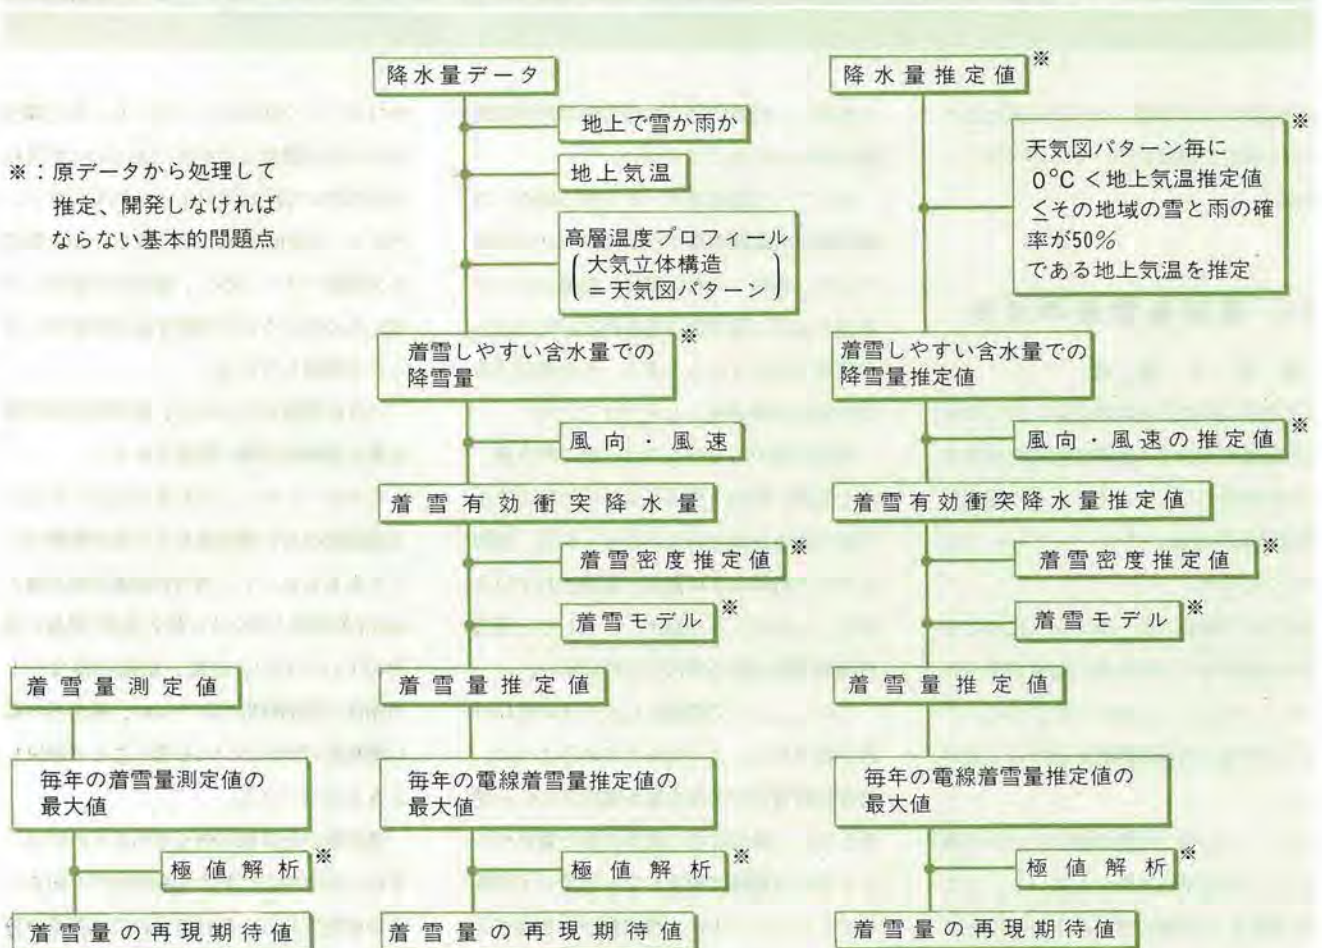 ※：原データから処理して
推定、開発しなければ
ならない基本的問題点
着雪量測定値
毎年の着雪量測定値の
最大値
極値解析※
着雪量の再現期待値
降水量データ
地上で雪か雨か
地上気温
高層温度プロフィール
(大気立体構造
=天気図パターン)
着雪しやすい含水量での※
降雪量
風向・風速
着雪有効衝突降水量
着雪密度推定値※
着雪モデル※
着雪量推定値
毎年の電線着雪量推定値の
最大値
極値解析※
着雪量の再現期待値
降水量推定値※
天気図パターン毎に※
0°C＜地上気温推定値
≦その地域の雪と雨の確
率が50％
である地上気温を推定
着雪しやすい含水量での
降雪量推定値
風向・風速の推定値※
着雪有効衝突降水量推定値
着雪密度推定値※
着雪モデル※
着雪量推定値
毎年の電線着雪量推定値の
最大値
極値解析※
着雪量の再現期待値